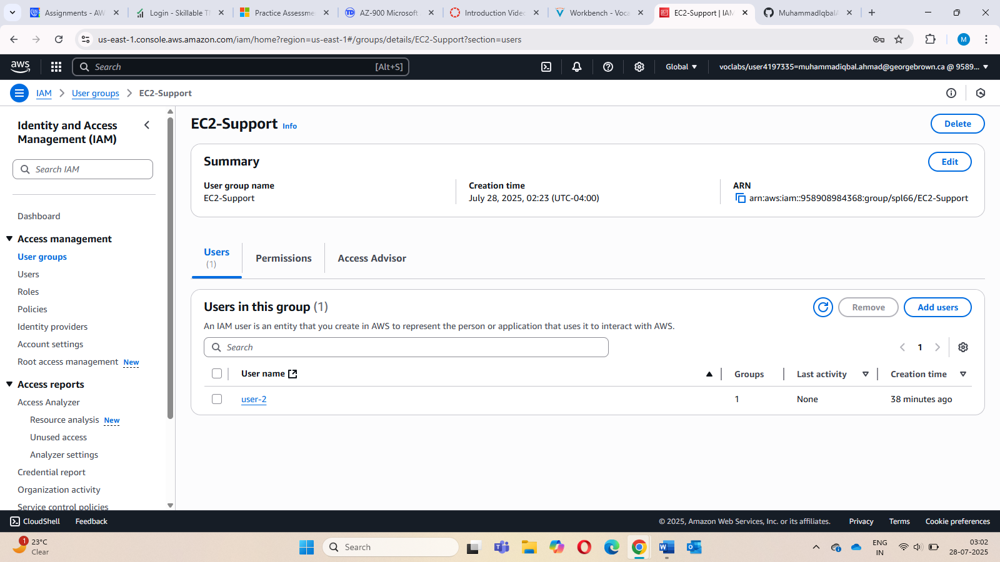 Assignments - AW
Login - Skillable T
Practice Assessme
AZ-900 Microsoft
Introduction Video
Workbench - Voca
EC2-Support | IAM
MuhammadIqbalA
us-east-1.console.aws.amazon.com/iam/home?region=us-east-1#/groups/details/EC2-Support?section=users
M
aws
Search
[Alt+S]
Global
voclabs/user4197335=muhammadiqbal.ahmad@georgebrown.ca @ 9589...
IAM
User groups
EC2-Support
Identity and Access
Management (IAM)
Search IAM
Dashboard
Access management
User groups
Users
Roles
Policies
Identity providers
Account settings
Root access management New
Access reports
Access Analyzer
Resource analysis New
Unused access
Analyzer settings
Credential report
Organization activity
Service control policies
EC2-Support Info
Delete
Summary
Edit
User group name
EC2-Support
Creation time
July 28, 2025, 02:23 (UTC-04:00)
ARN
arn:aws:iam::958908984368:group/spl66/EC2-Support
Users
(1)
Permissions
Access Advisor
Users in this group (1)
Remove
Add users
An IAM user is an entity that you create in AWS to represent the person or application that uses it to interact with AWS.
Search
1
User name
Groups
Last activity
Creation time
user-2
1
None
38 minutes ago
CloudShell
Feedback
© 2025, Amazon Web Services, Inc. or its affiliates.
Privacy
Terms
Cookie preferences
1
23°C
Clear
Search
ENG
IN
03:02
28-07-2025